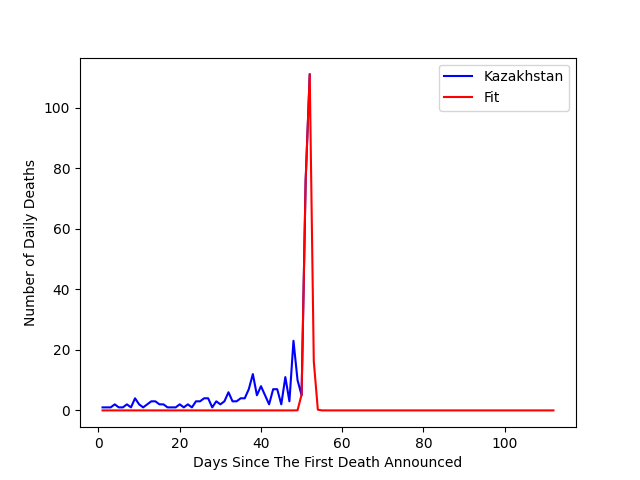 Kazakhstan
Fit
Number of Daily Deaths
100
80
60
40
20
0
0 20 40 60 80 100
Days Since The First Death Announced